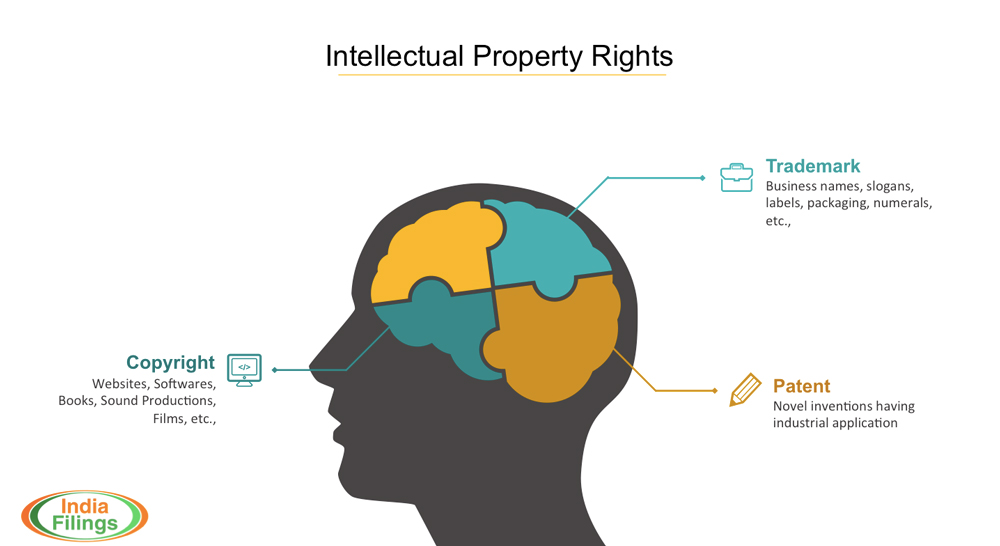 Intellectual Property Rights
Trademark
Business names, slogans,
labels, packaging, numerals,
etc.,
Copyright
</>
Websites, Softwares,
Books, Sound Productions,
Films, etc.,
Patent
Novel inventions having
industrial application
India
Filings